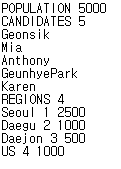 POPULATION 5000
CANDIDATES 5
Geonsik
Mia
Anthony
GeunhyePark
Karen
REGIONS 4
Seoul 1 2500
Daegu 2 1000
Daejon 3 500
US 4 1000